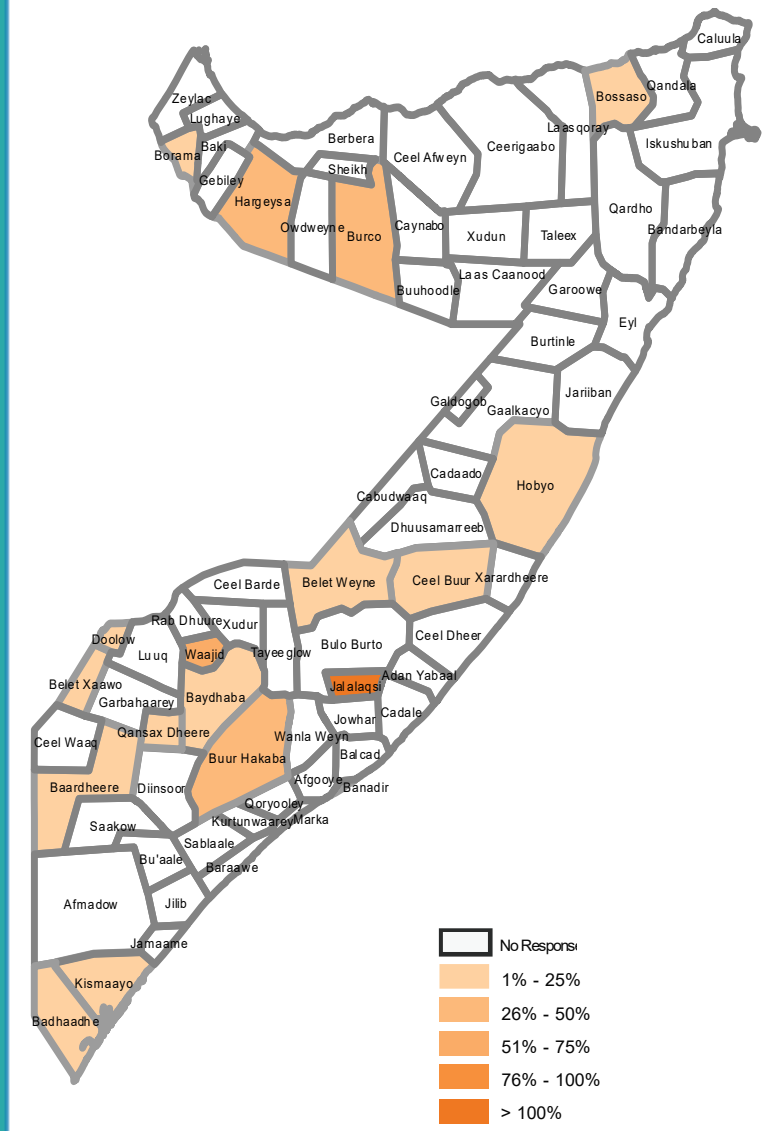 Caluula
Qandala
Bossaso
Zeylac
Lughaye
Laasqoray
Berbera
Baki
Ceerigaabo
Iskushuban
Borama
Ceel Afweyn
Sheikh
Gebiley
Hargeysa
Qardho
Owdweyne
Caynabo
Bandarbeyla
Burco
Xudun
Taleex
Laas Caanood
Buuhoodle
Garoowe
Eyl
Burtinle
Jariiban
Galdogob
Gaalkacyo
Cadaado
Hobyo
Cabudwaaq
Dhuusamarreeb
Ceel Barde
Belet Weyne
Ceel Buur
Xarardheere
Rab Dhuure
Xudur
Doolow
Ceel Dheer
Luuq
Waajid
Tayeeglow
Bulo Burto
Adan Yabaal
Belet Xaawo
Jalalaqsi
Garbahaarey
Baydhaba
Cadale
Jowhar
Qansax Dheere
Wanla Weyn
Ceel Waaq
Balcad
Buur Hakaba
Afgooye
Baardheere
Diinsoor
Banadir
Qoryooley
Kurtunwaarey
Marka
Saakow
Sablaale
Bu'aale
Baraawe
Afmadow
Jilib
Jamaame
Kismaayo
Badhaadhe
No Response
1% - 25%
26% - 50%
51% - 75%
76% - 100%
> 100%